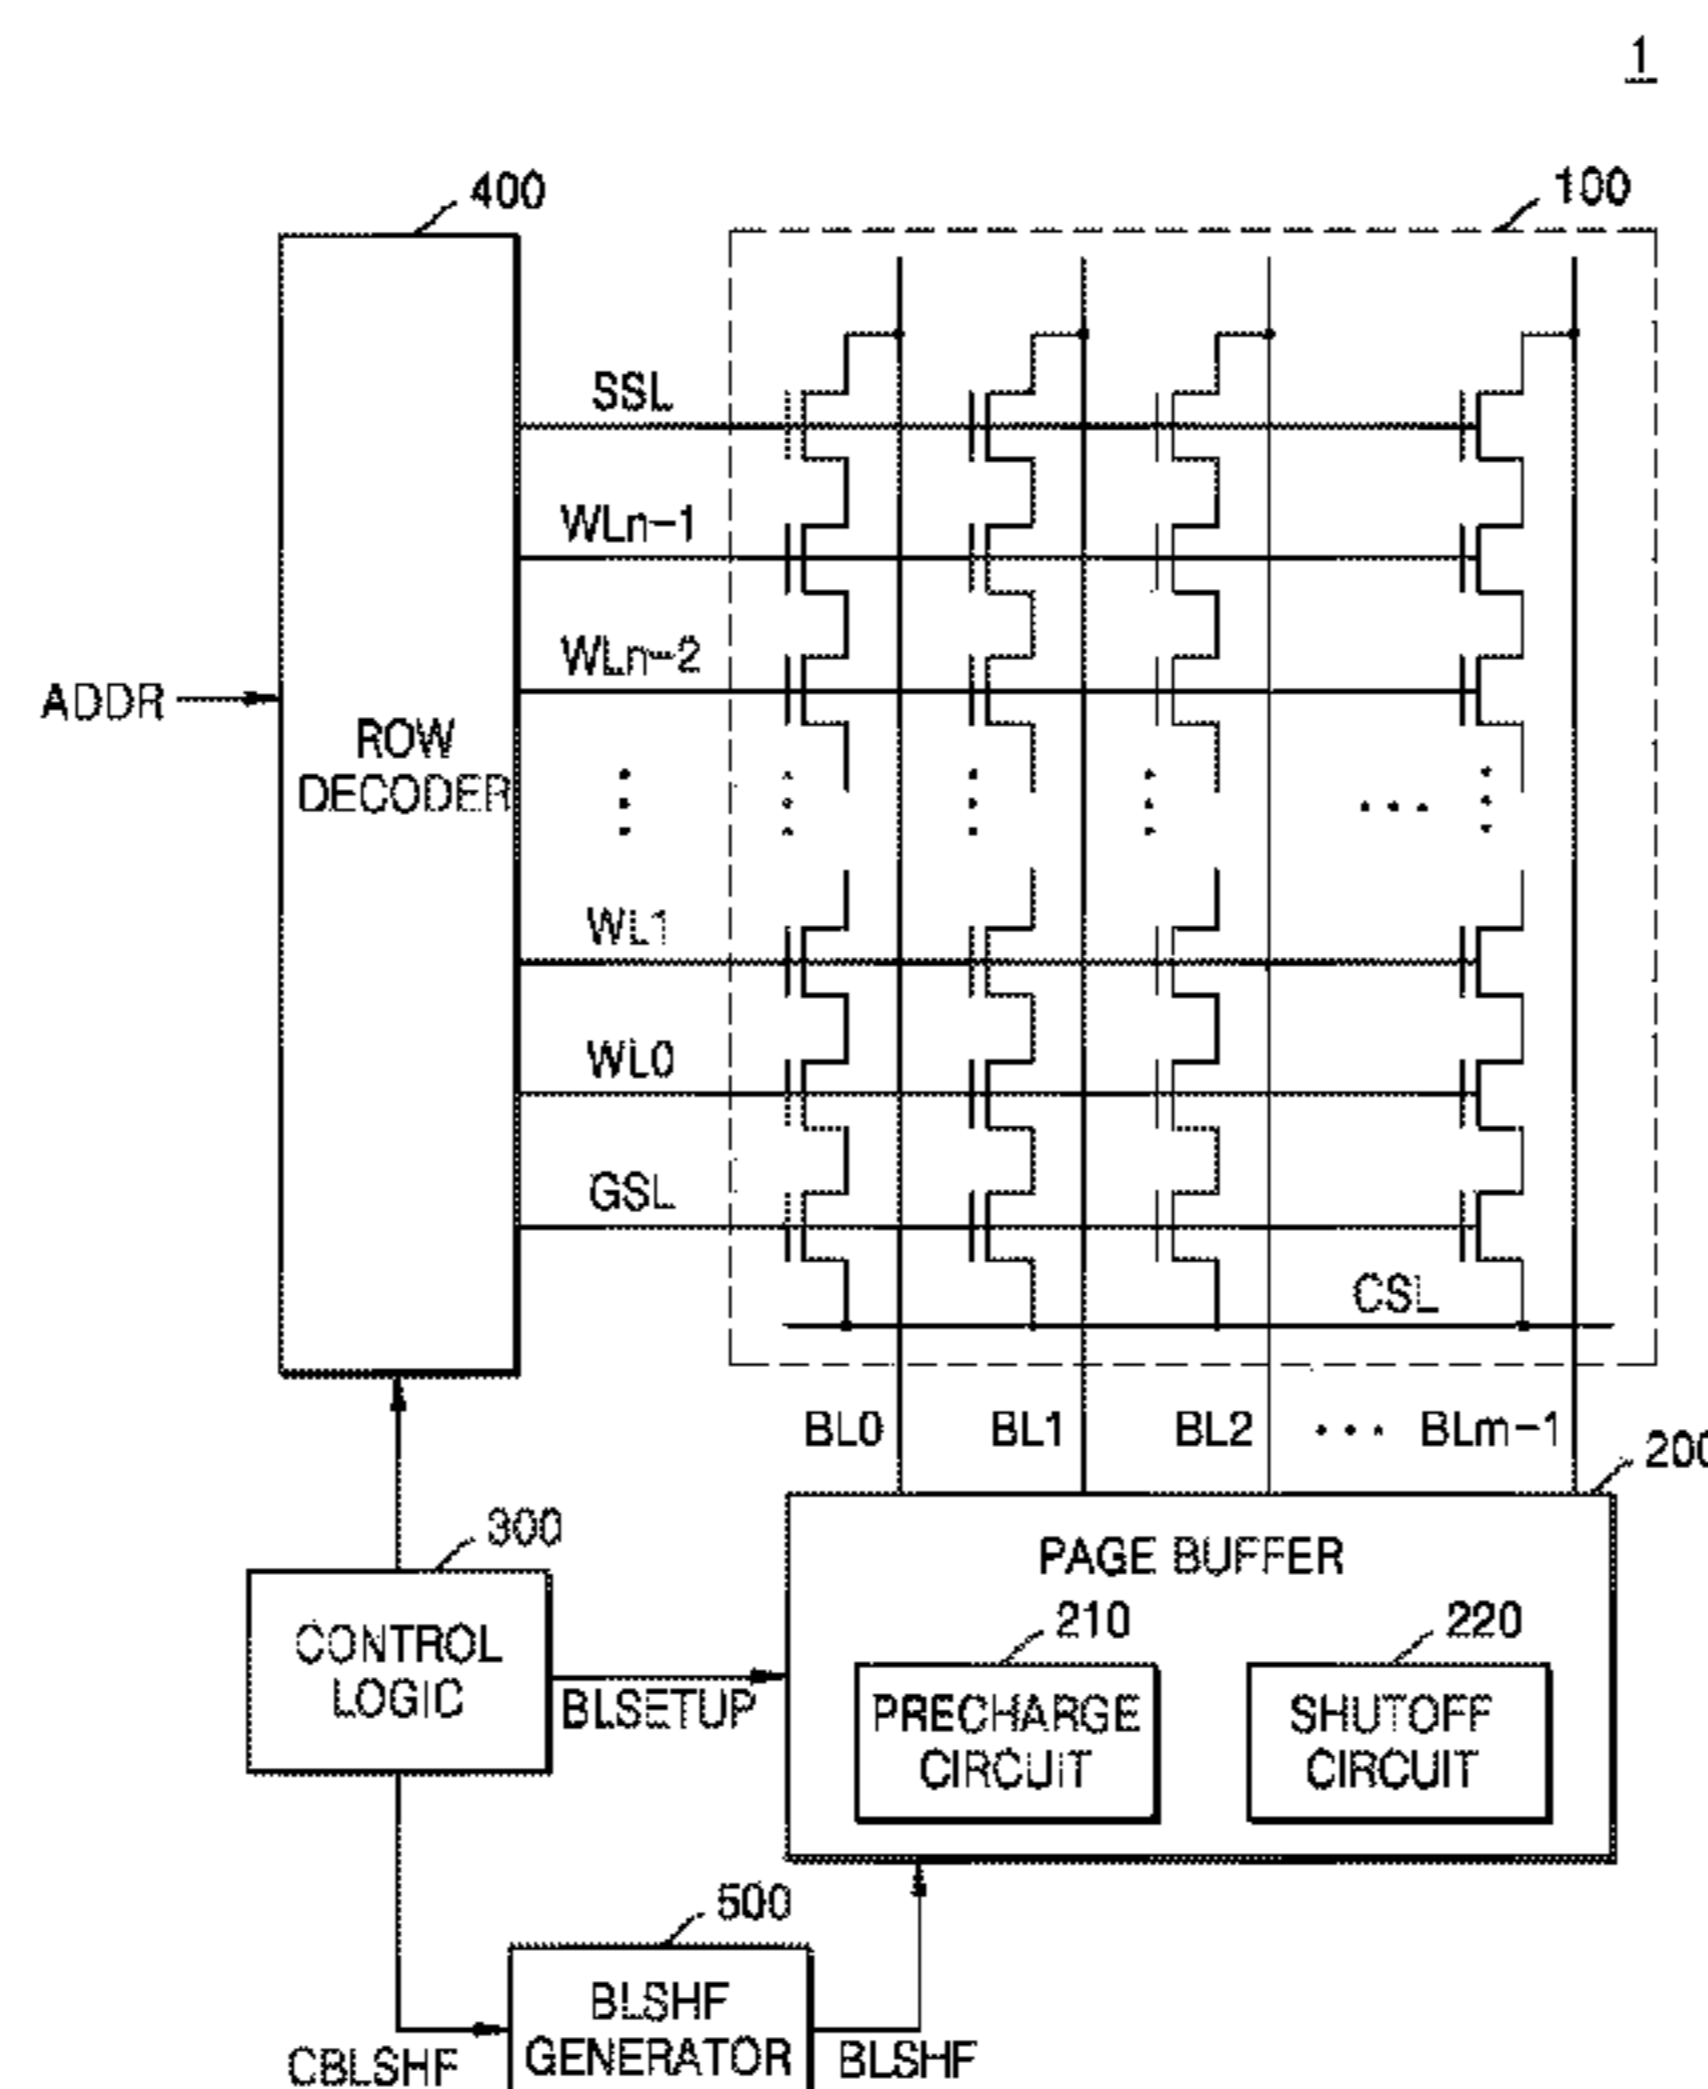 1
400
100
SSL
WLn-1
WLn-2
ADDR
ROW
DECODER
WL1
WL0
GSL
CSL
BL0
BL1
BL2
BLm-1
200
300
PAGE BUFFER
CONTROL
LOGIC
210
220
BLSETUP
PRECHARGE
CIRCUIT
SHUTOFF
CIRCUIT
500
BLSHF
GENERATOR
CBLSHF
BLSHF